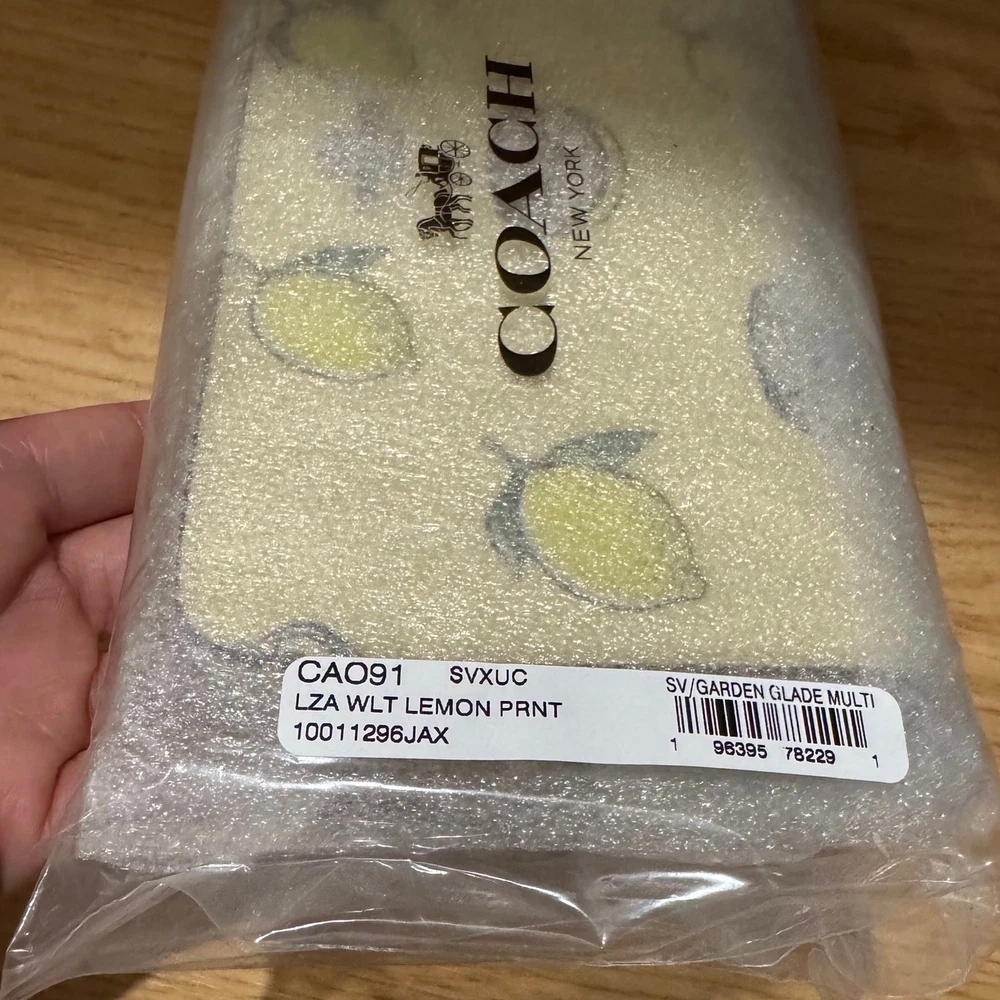 COACH
NEW YORK
CAO91 SVXUC
LZA WLT LEMON PRNT
10011296JAX
SV/GARDEN GLADE MULTI
1 96395 78229 1